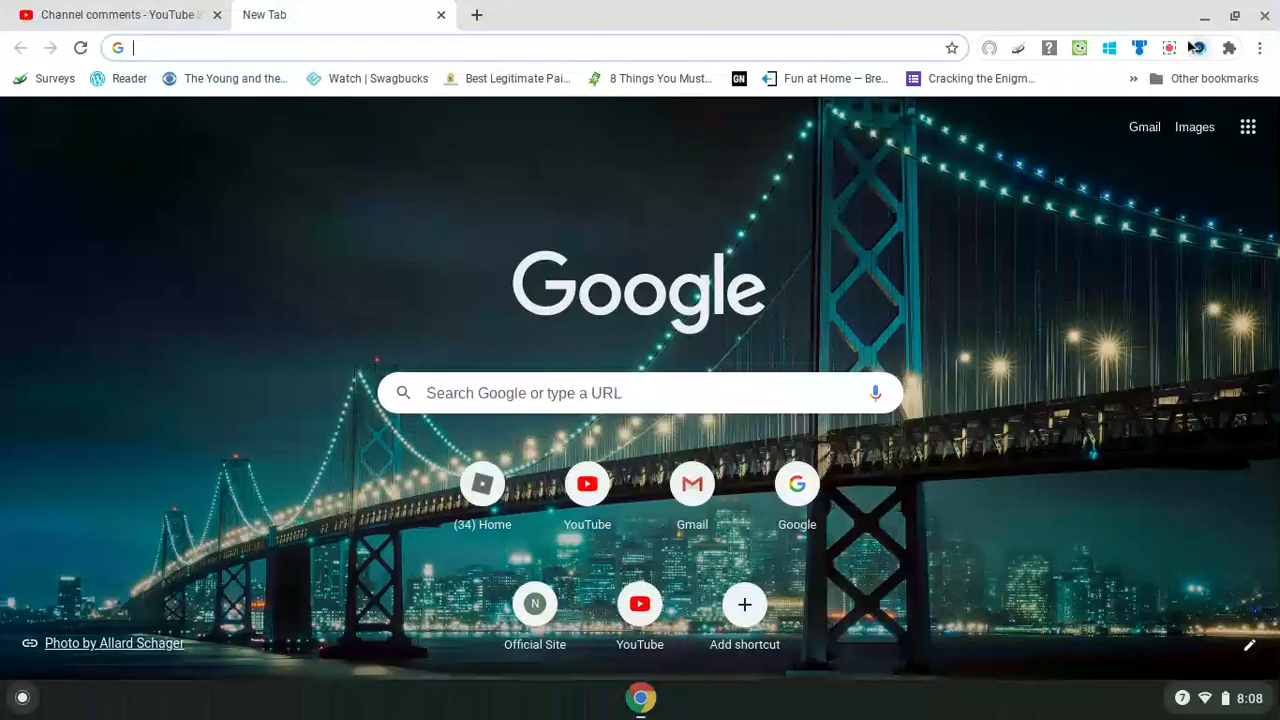 Channel comments - YouTube S
New Tab
Surveys
Reader
The Young and the...
Watch | Swagbucks
Best Legitimate Pai...
8 Things You Must...
GN
Fun at Home — Bre...
Cracking the Enigm...
»
Other bookmarks
Gmail
Images
Google
Search Google or type a URL
(34) Home
YouTube
Gmail
Google
N
Official Site
YouTube
Add shortcut
Photo by Allard Schager
7
8:08